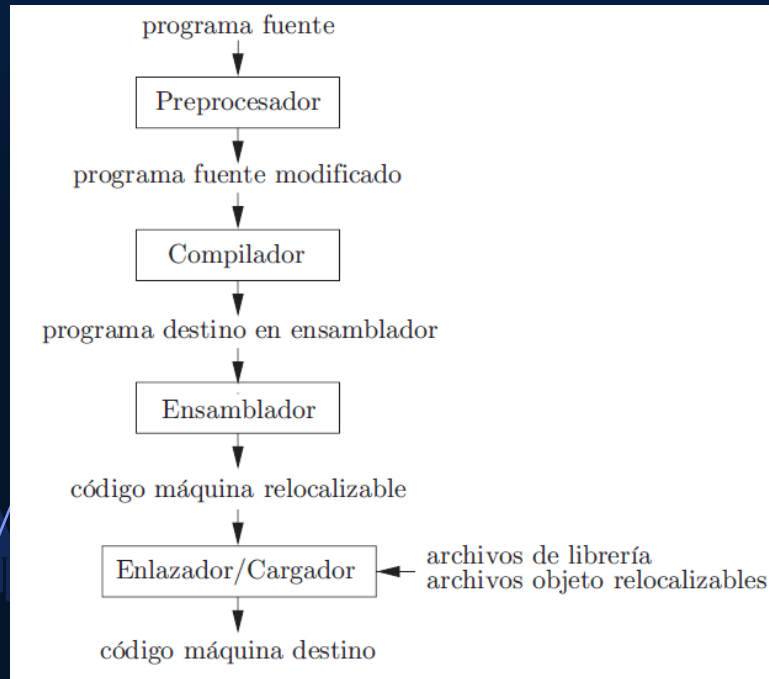 programa fuente
Preprocesador
programa fuente modificado
Compilador
programa destino en ensamblador
Ensamblador
código máquina relocalizable
Enlazador/Cargador
archivos de librería
archivos objeto relocalizables
código máquina destino